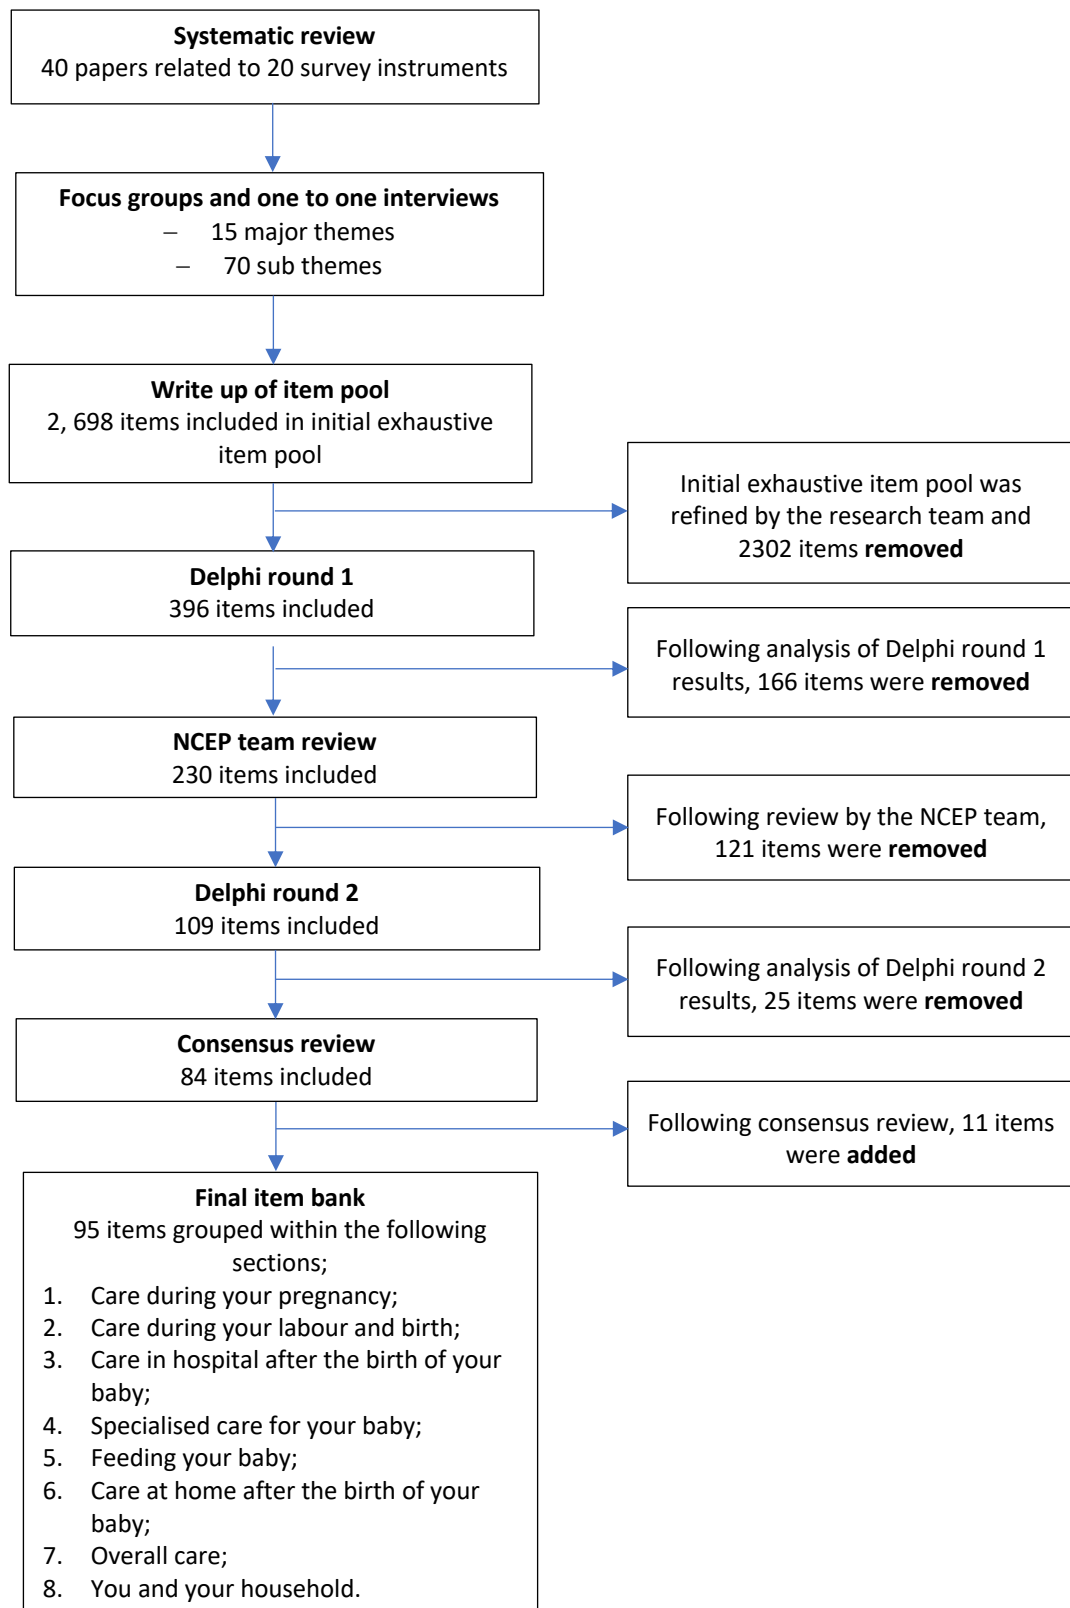 Systematic review
40 papers related to 20 survey instruments
Focus groups and one to one interviews
– 15 major themes
– 70 sub themes
Write up of item pool
2, 698 items included in initial exhaustive
item pool
Initial exhaustive item pool was
refined by the research team and
2302 items removed
Delphi round 1
396 items included
Following analysis of Delphi round 1
results, 166 items were removed
NCEP team review
230 items included
Following review by the NCEP team,
121 items were removed
Delphi round 2
109 items included
Following analysis of Delphi round 2
results, 25 items were removed
Consensus review
84 items included
Following consensus review, 11 items
were added
Final item bank
95 items grouped within the following
sections;
1. Care during your pregnancy;
2. Care during your labour and birth;
3. Care in hospital after the birth of your
baby;
4. Specialised care for your baby;
5. Feeding your baby;
6. Care at home after the birth of your
baby;
7. Overall care;
8. You and your household.